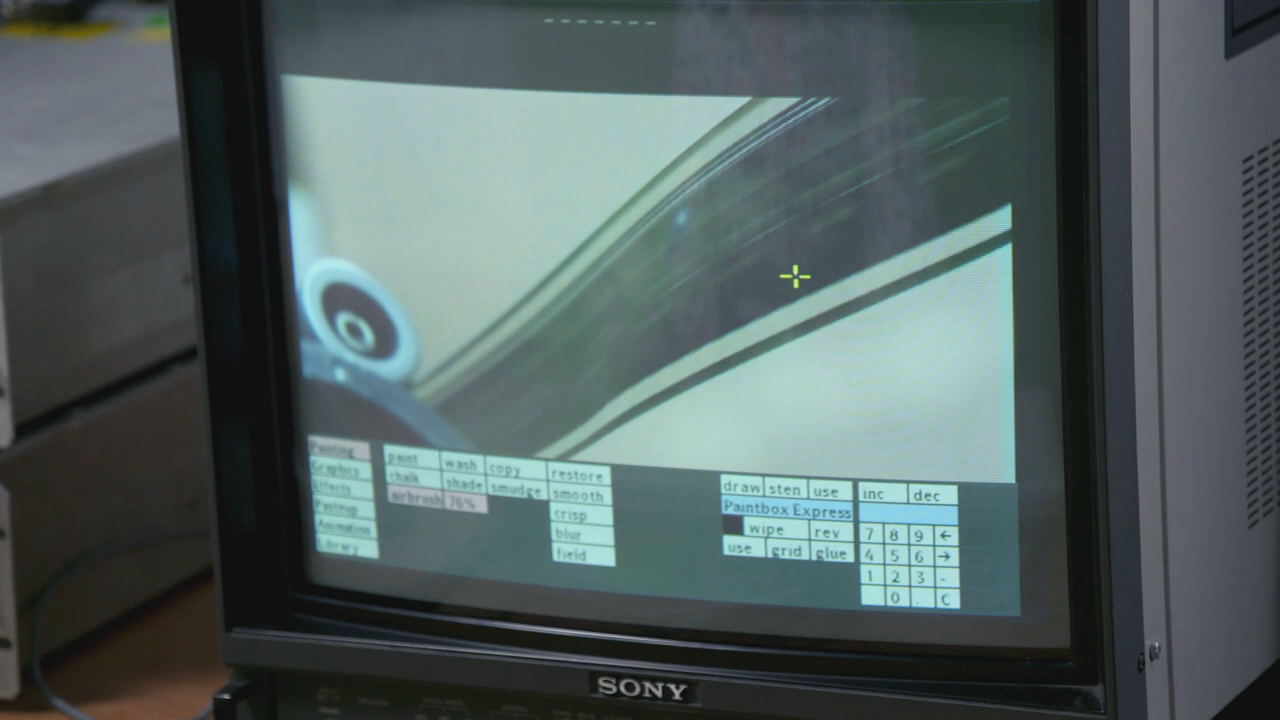 Painting
Graphics
Effects
Pasteup
Animation
Library
paint wash copy restore
chalk shade smudge smooth
airbrush 76% crisp
blur
field
draw sten use
Paintbox Express
wipe rev
use grid glue
inc dec
7 8 9 ←
4 5 6 →
1 2 3 -
0 . C
SONY